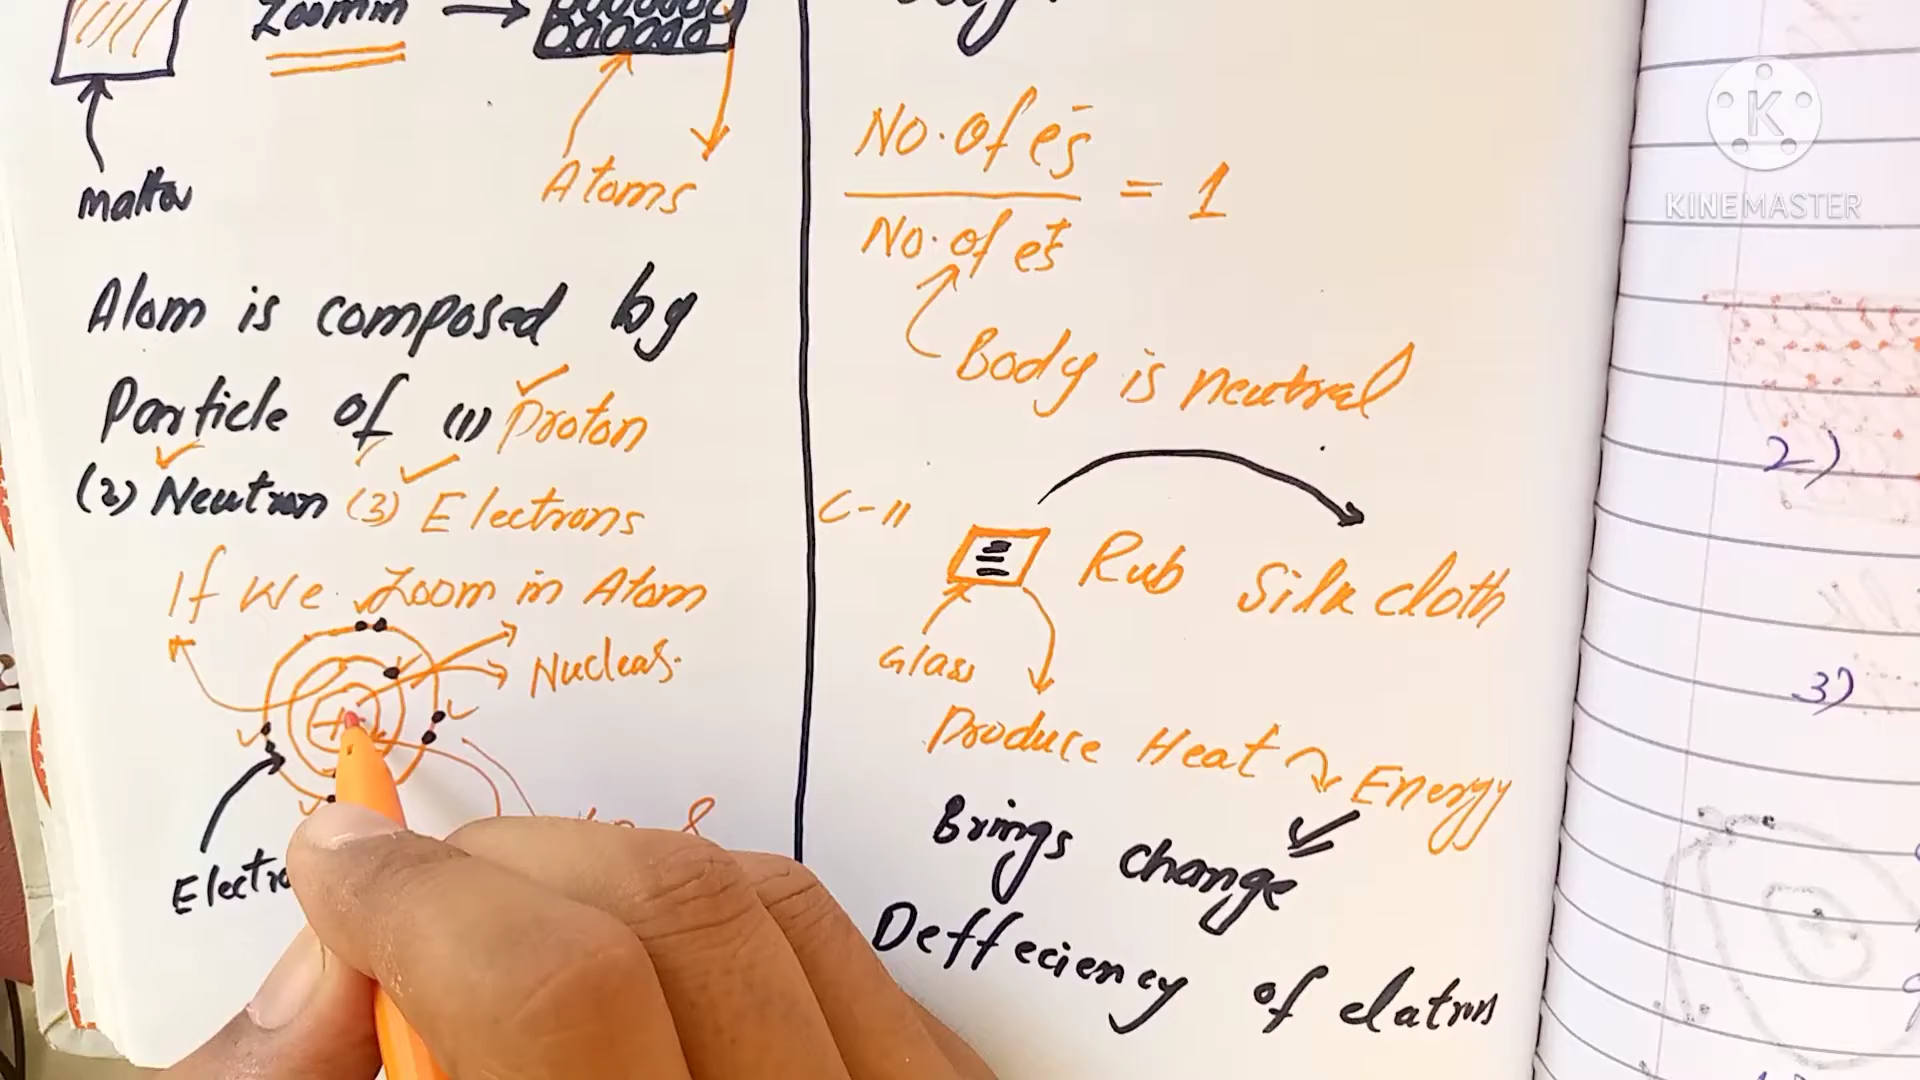 Zoomin
Matter
Atoms
Atom is composed by
Particle of (1) Proton
(2) Neutron (3) Electrons
If we Zoom in Atom
Nucleas.
+
Electro
No. of e⁻s
No. of e⁺s
= 1
Body is neutral
C-11
Rub Silk cloth
Glass
Produce Heat
Energy
Brings change
Deffeciency of elatrons
2)
3)
K
KINEMASTER